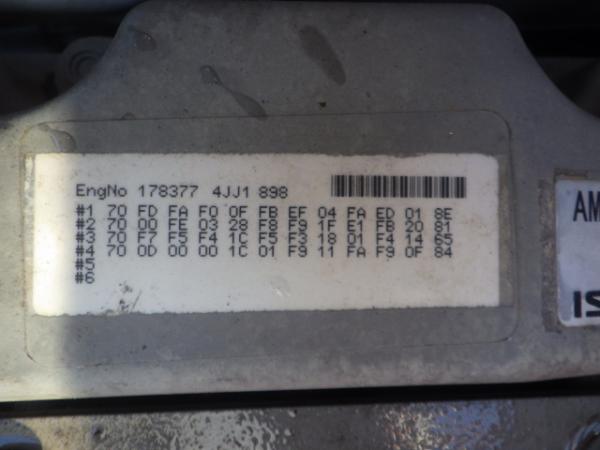 EngNo 178377 4JJ1 898
#1 70 FD FA F0 0F FB EF 04 FA ED 01 8E
#2 70 00 FE 03 28 F8 F9 1F E1 FB 20 81
#3 70 F7 F5 F4 1C F5 F3 18 01 F4 14 65
#4 70 0D 00 00 1C 01 F9 11 FA F9 0F 84
#5
#6
AM
IS